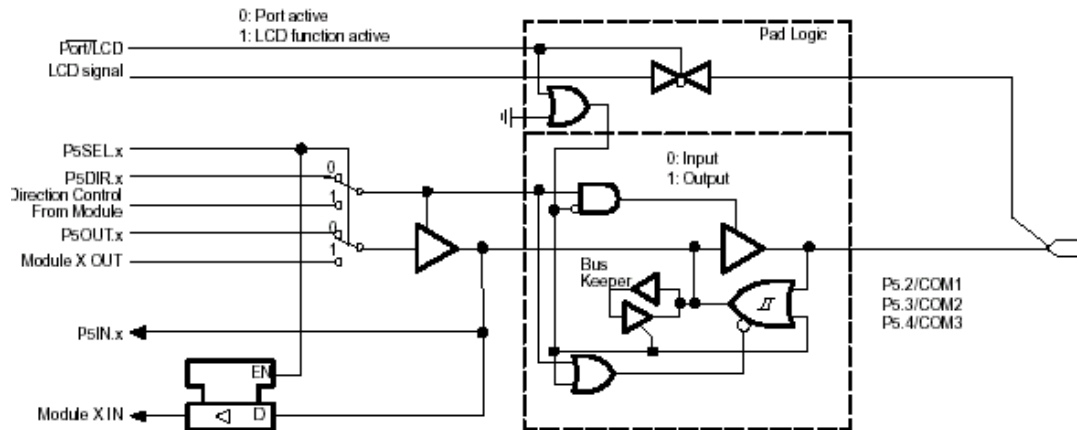 0: Port active
1: LCD function active
Pad Logic
Port/LCD
LCD signal
P5SEL.x
0
P5DIR.x
Direction Control
From Module
1
0: Input
1: Output
0
P5OUT.x
1
Module X OUT
Bus
Keeper
P5.2/COM1
P5.3/COM2
P5.4/COM3
P5IN.x
EN
Module X IN
D